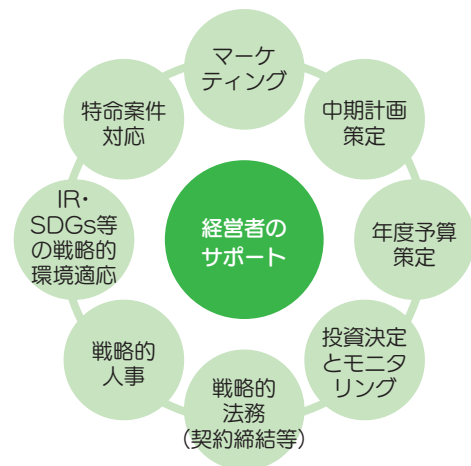 マーケ
ティング
中期計画
策定
年度予算
策定
投資決定
とモニタ
リング
戦略的
法務
（契約締結等）
戦略的
人事
IR・
SDGs等
の戦略的
環境適応
特命案件
対応
経営者の
サポート